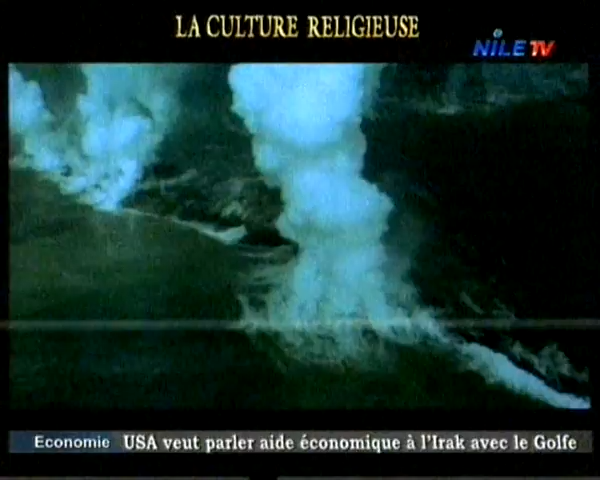 LA CULTURE RELIGIEUSE
NiLE TV
Economie USA veut parler aide économique à l'Irak avec le Golfe